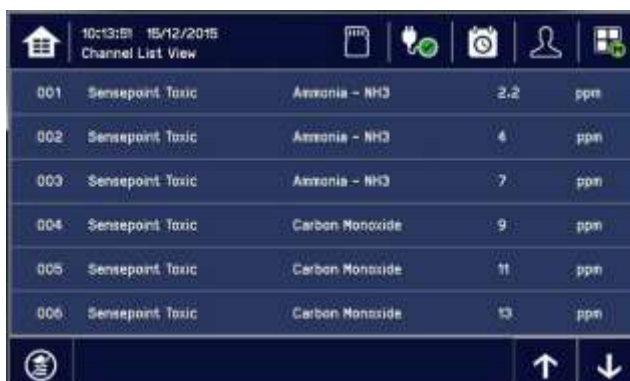 10:13:51 15/12/2015
Channel List View
001 Sensepoint Toxic Ammonia - NH3 2.2 ppm
002 Sensepoint Toxic Ammonia - NH3 4 ppm
003 Sensepoint Toxic Ammonia - NH3 7 ppm
004 Sensepoint Toxic Carbon Monoxide 9 ppm
005 Sensepoint Toxic Carbon Monoxide 11 ppm
006 Sensepoint Toxic Carbon Monoxide 13 ppm